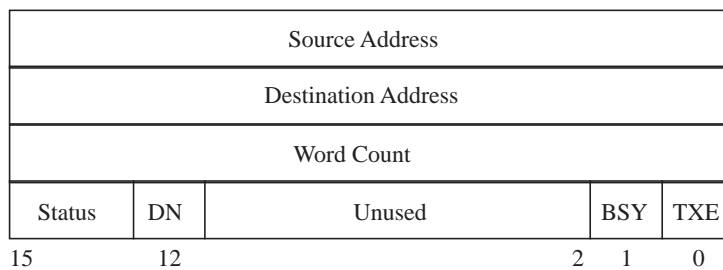 Source Address
Destination Address
Word Count
Status DN Unused BSY TXE
15 12 2 1 0